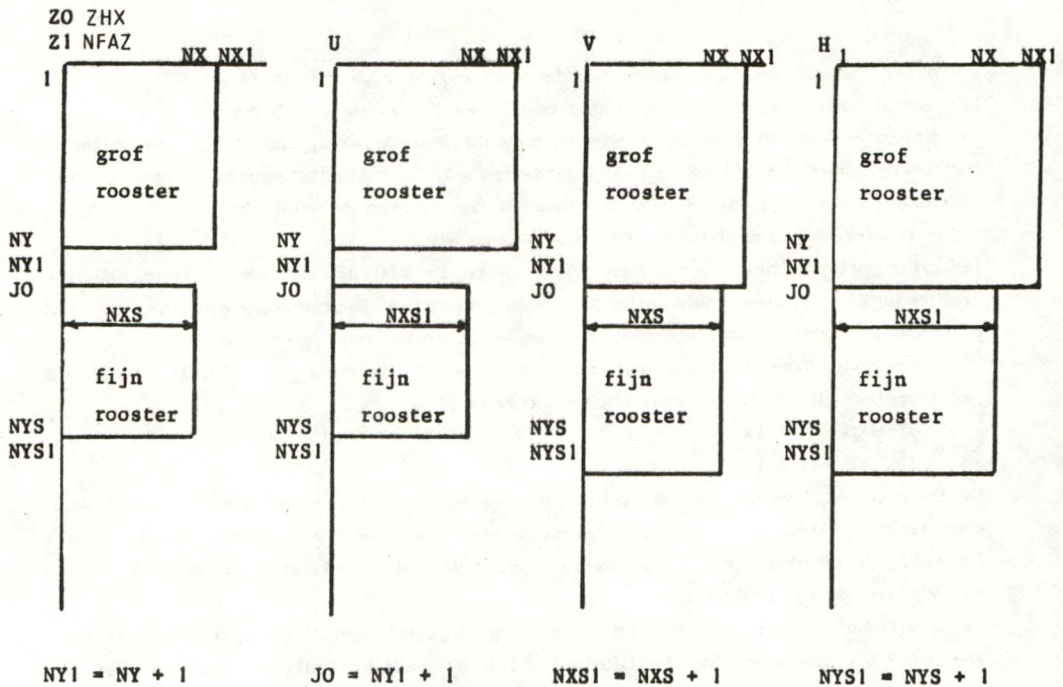 Z0 ZHX
Z1 NFAZ
NX NX1
1
grof
rooster
NY
NY1
JO
NXS
fijn
rooster
NYS
NYS1
U
NX NX1
1
grof
rooster
NY
NY1
JO
NXS1
fijn
rooster
NYS
NYS1
V
NX NX1
1
grof
rooster
NY
NY1
JO
NXS
fijn
rooster
NYS
NYS1
H
1
NX NX1
1
grof
rooster
NY
NY1
JO
NXS1
fijn
rooster
NYS
NYS1
NY1 = NY + 1
JO = NY1 + 1
NXS1 = NXS + 1
NYS1 = NYS + 1